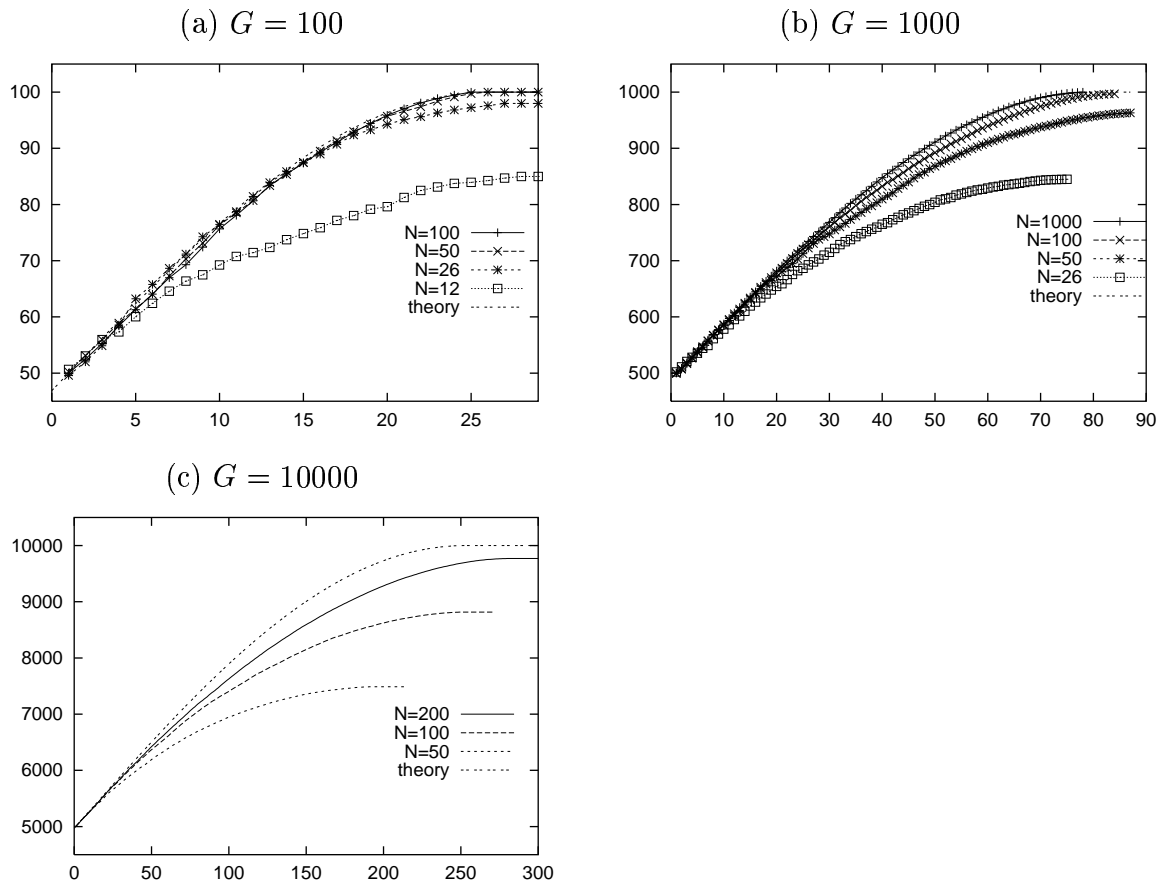 (a) G = 100
100
90
80
70
60
50
0 5 10 15 20 25
N=100
N=50
N=26
N=12
theory
(b) G = 1000
1000
900
800
700
600
500
0 10 20 30 40 50 60 70 80 90
N=1000
N=100
N=50
N=26
theory
(c) G = 10000
10000
9000
8000
7000
6000
5000
0 50 100 150 200 250 300
N=200
N=100
N=50
theory